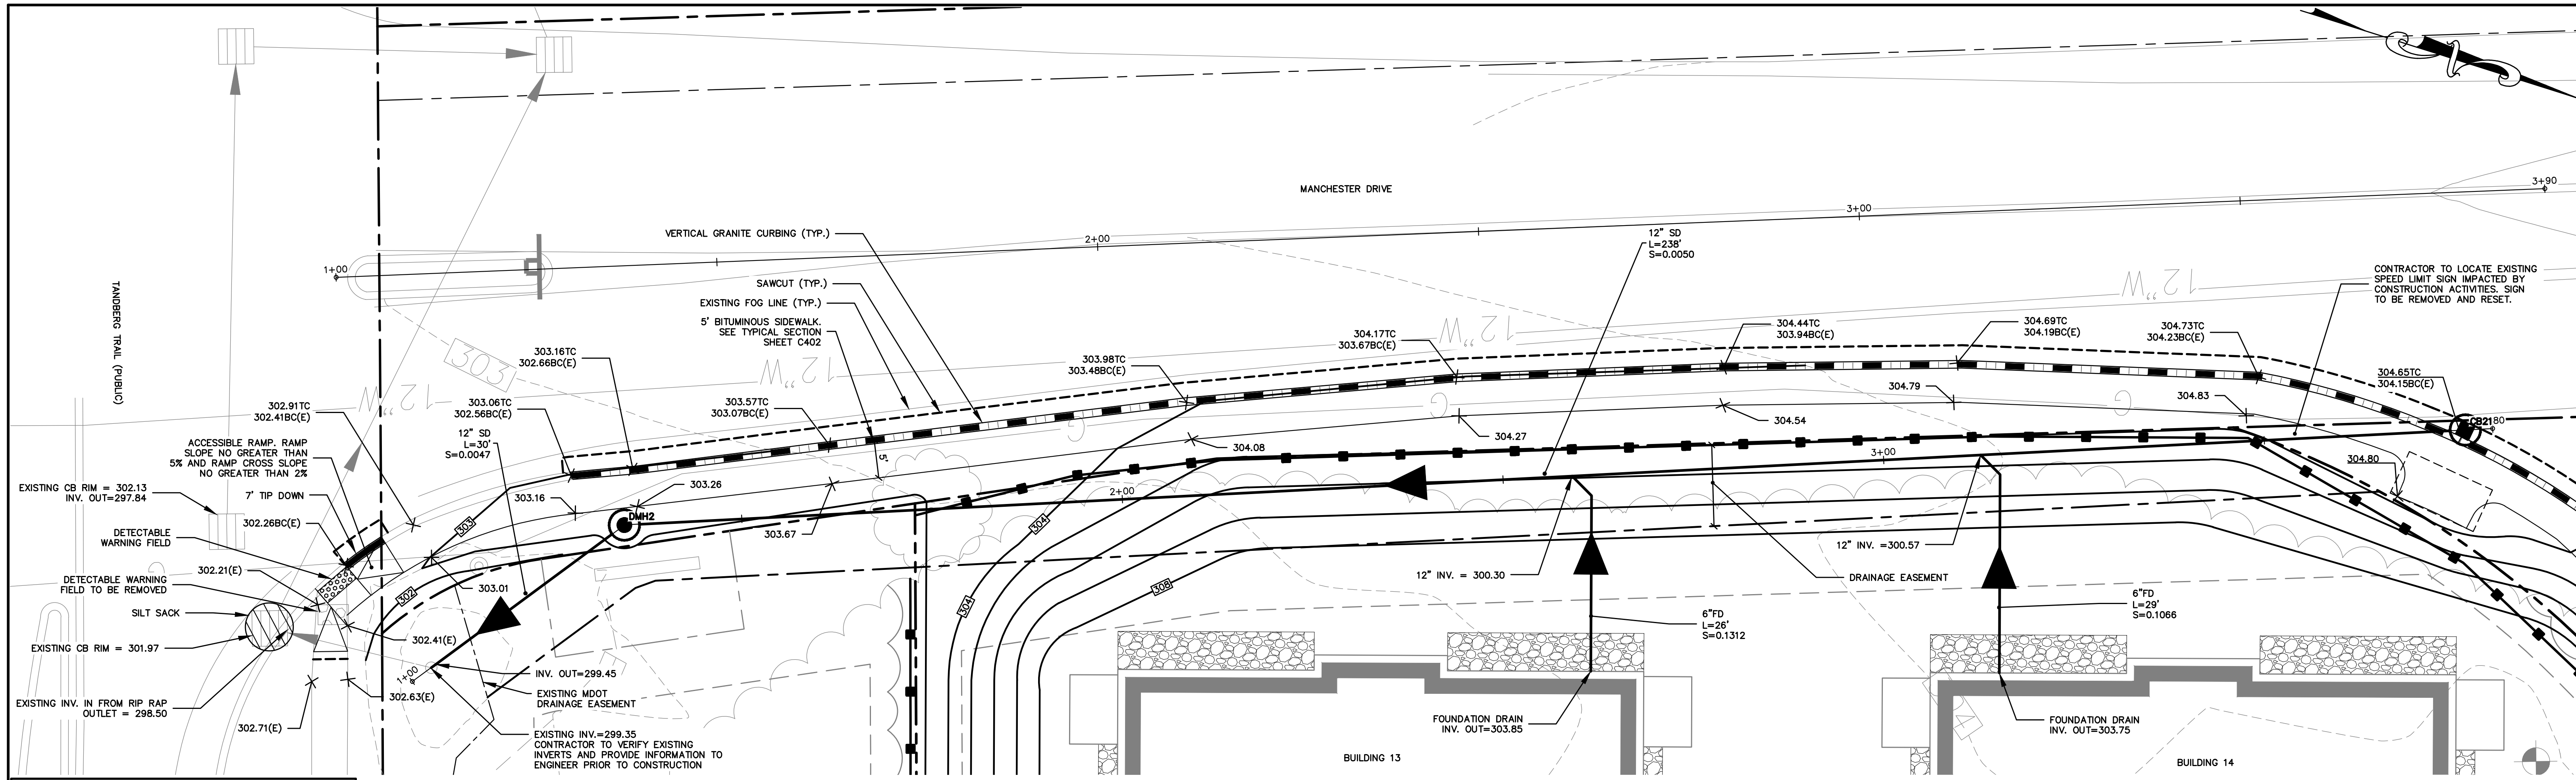 MANCHESTER DRIVE
TANDBERG TRAIL (PUBLIC)
1+00
2+00
3+00
3+90
VERTICAL GRANITE CURBING (TYP.)
SAWCUT (TYP.)
EXISTING FOG LINE (TYP.)
5' BITUMINOUS SIDEWALK.
SEE TYPICAL SECTION
SHEET C402
12" SD
L=238'
S=0.0050
CONTRACTOR TO LOCATE EXISTING
SPEED LIMIT SIGN IMPACTED BY
CONSTRUCTION ACTIVITIES. SIGN
TO BE REMOVED AND RESET.
12"W
12"W
12"W
12"W
303
G
G
G
302.91TC
302.41BC(E)
303.06TC
302.56BC(E)
303.16TC
302.66BC(E)
303.57TC
303.07BC(E)
303.98TC
303.48BC(E)
304.17TC
303.67BC(E)
304.44TC
303.94BC(E)
304.69TC
304.19BC(E)
304.73TC
304.23BC(E)
304.65TC
304.15BC(E)
12" SD
L=30'
S=0.0047
ACCESSIBLE RAMP. RAMP
SLOPE NO GREATER THAN
5% AND RAMP CROSS SLOPE
NO GREATER THAN 2%
EXISTING CB RIM = 302.13
INV. OUT=297.84
7' TIP DOWN
302.26BC(E)
DETECTABLE
WARNING FIELD
302.21(E)
DETECTABLE WARNING
FIELD TO BE REMOVED
SILT SACK
EXISTING CB RIM = 301.97
EXISTING INV. IN FROM RIP RAP
OUTLET = 298.50
302.71(E)
302.63(E)
302.41(E)
303.01
303.16
303.26
303.67
304.08
304.27
304.54
304.79
304.83
304.80
5'
DMH2
CB21
80
2+00
3+00
1+00
303
302
304
304
308
INV. OUT=299.45
EXISTING MDOT
DRAINAGE EASEMENT
EXISTING INV.=299.35
CONTRACTOR TO VERIFY EXISTING
INVERTS AND PROVIDE INFORMATION TO
ENGINEER PRIOR TO CONSTRUCTION
12" INV. = 300.30
12" INV. =300.57
DRAINAGE EASEMENT
6"FD
L=26'
S=0.1312
6"FD
L=29'
S=0.1066
FOUNDATION DRAIN
INV. OUT=303.85
FOUNDATION DRAIN
INV. OUT=303.75
BUILDING 13
BUILDING 14